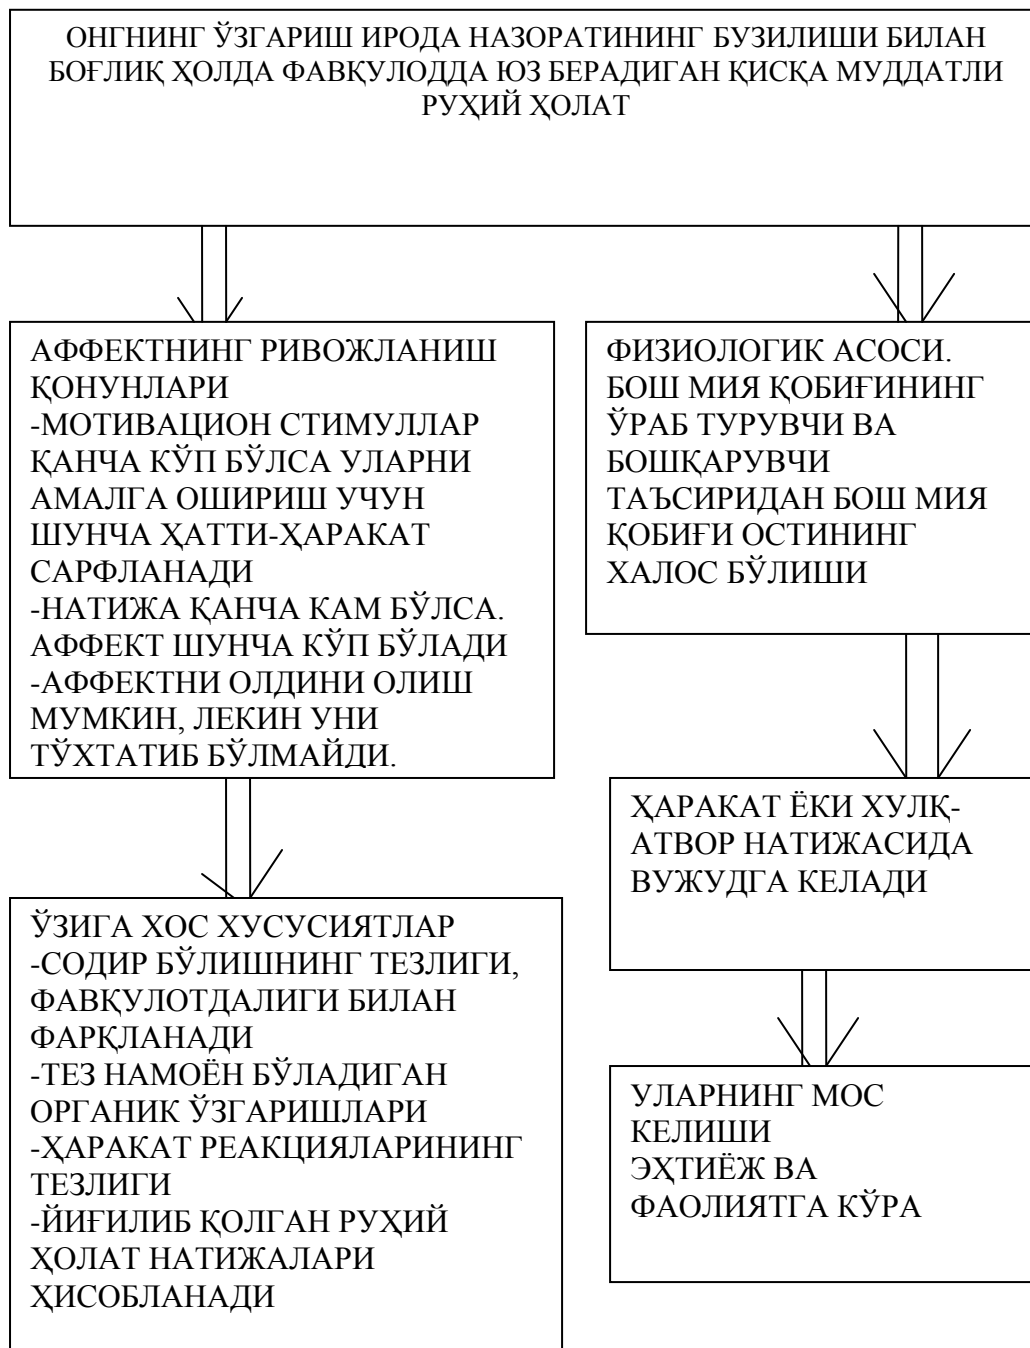 ОНГНИНГ ЎЗГАРИШ ИРОДА НАЗОРАТИНИНГ БУЗИЛИШИ БИЛАН
БОҒЛИҚ ҲОЛДА ФАВҚУЛОДДА ЮЗ БЕРАДИГАН ҚИСҚА МУДДАТЛИ
РУҲИЙ ҲОЛАТ
АФФЕКТНИНГ РИВОЖЛАНИШ
ҚОНУНЛАРИ
-МОТИВАЦИОН СТИМУЛЛАР
ҚАНЧА КЎП БЎЛСА УЛАРНИ
АМАЛГА ОШИРИШ УЧУН
ШУНЧА ҲАТТИ-ҲАРАКАТ
САРФЛАНАДИ
-НАТИЖА ҚАНЧА КАМ БЎЛСА.
АФФЕКТ ШУНЧА КЎП БЎЛАДИ
-АФФЕКТНИ ОЛДИНИ ОЛИШ
МУМКИН, ЛЕКИН УНИ
ТЎХТАТИБ БЎЛМАЙДИ.
ФИЗИОЛОГИК АСОСИ.
БОШ МИЯ ҚОБИҒИНИНГ
ЎРАБ ТУРУВЧИ ВА
БОШҚАРУВЧИ
ТАЪСИРИДАН БОШ МИЯ
ҚОБИҒИ ОСТИНИНГ
ХАЛОС БЎЛИШИ
ҲАРАКАТ ЁКИ ХУЛҚ-
АТВОР НАТИЖАСИДА
ВУЖУДГА КЕЛАДИ
ЎЗИГА ХОС ХУСУСИЯТЛАР
-СОДИР БЎЛИШНИНГ ТЕЗЛИГИ,
ФАВҚУЛОТДАЛИГИ БИЛАН
ФАРҚЛАНАДИ
-ТЕЗ НАМОЁН БЎЛАДИГАН
ОРГАНИК ЎЗГАРИШЛАРИ
-ҲАРАКАТ РЕАКЦИЯЛАРИНИНГ
ТЕЗЛИГИ
-ЙИҒИЛИБ ҚОЛГАН РУҲИЙ
ҲОЛАТ НАТИЖАЛАРИ
ҲИСОБЛАНАДИ
УЛАРНИНГ МОС
КЕЛИШИ
ЭҲТИЁЖ ВА
ФАОЛИЯТГА КЎРА